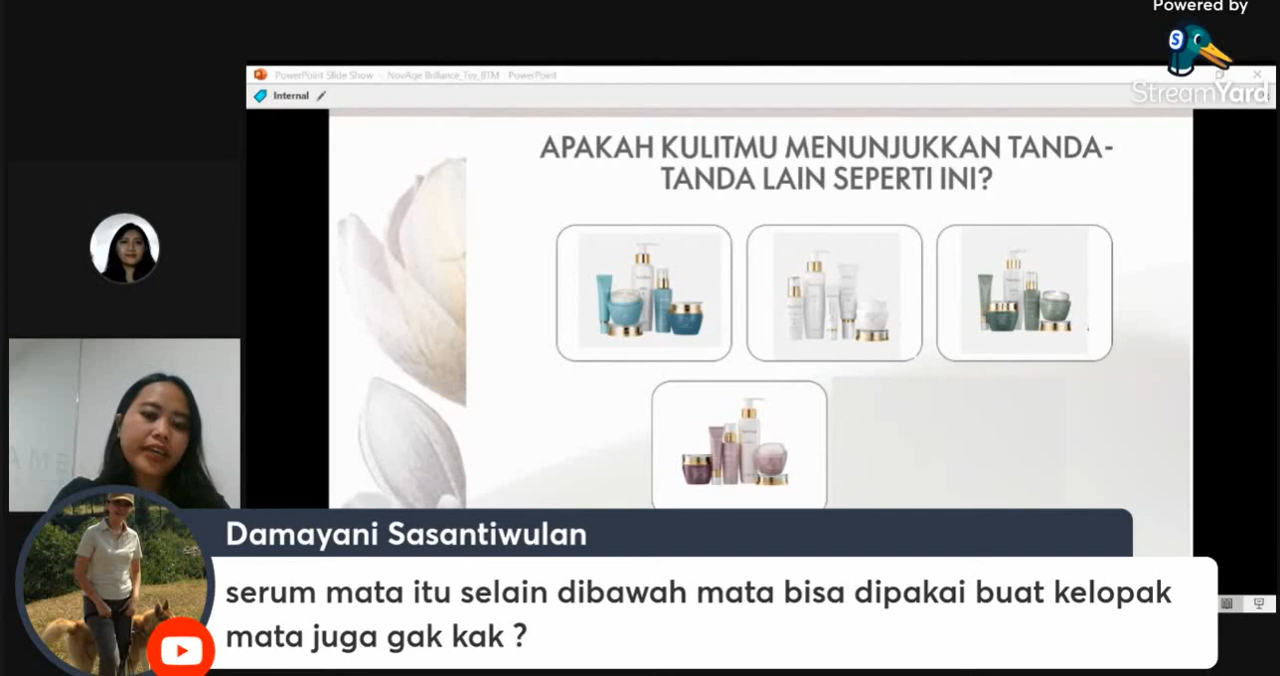 Powered by
S
StreamYard
PowerPoint Slide Show - NovAge Brilliance_Tsy_BTM PowerPoint
Internal
APAKAH KULITMU MENUNJUKKAN TANDA-
TANDA LAIN SEPERTI INI?
Damayani Sasantiwulan
serum mata itu selain dibawah mata bisa dipakai buat kelopak
mata juga gak kak ?